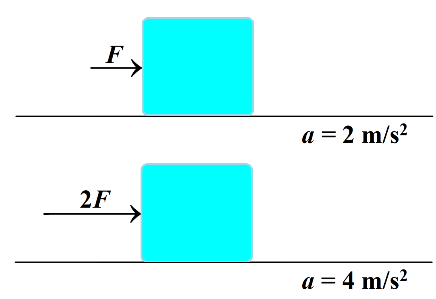 F
a = 2 m/s²
2F
a = 4 m/s²